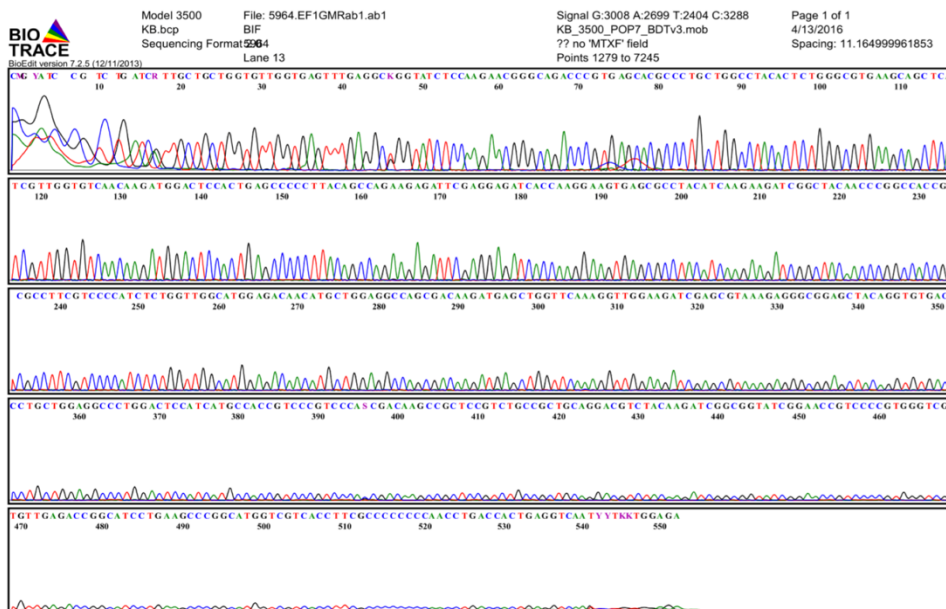 BIO
TRACE
BioEdit version 7.2.5 (12/11/2013)
Model 3500
KB.bcp
Sequencing Format
File: 5964.EF1GMRab1.ab1
BIF
Lane 13
Signal G:3008 A:2699 T:2404 C:3288
KB_3500_POP7_BDTv3.mob
?? no 'MTXF' field
Points 1279 to 7245
Page 1 of 1
4/13/2016
Spacing: 11.164999961853
CG TCTGATCRTTGCTGCTGGTGTTGGTGAGTTTGAGGCKGGTATCTCCAAGAACGGGCAGACCCGTGAGCACGCCCTGCTGGCCTACACTCTGGGCGTGAAGCAGCTC
10 20 30 40 50 60 70 80 90 100 110
TCGTTGGTGTCAACAAGATGGACTCCACTGAGCCCCCTTACAGCCAGAAGAGATTCGAGGAGATCACCAAGGAAGTGAGCGCCTACATCAAGAAGATCGGCTACAACCCGGCCACCG
120 130 140 150 160 170 180 190 200 210 220 230
CGCCTTCGTCCCCATCTCTGGTTGGCATGGAGACAACATGCTGGAGGCCAGCGACAAGATGAGCTGGTTCAAAGGTTGGAAGATCGAGCGTAAAGAGGGCGGAGCTACAGGTGTGAC
240 250 260 270 280 290 300 310 320 330 340 350
CCTGCTGGAGGCCCTGGACTCCATCATGCCACCGTCCCGTCCCASCGACAAGCCGCTCCGTCTGCCGCTGCAGGACGTCTACAAGATCGGCGGTATCGGAACCGTCCCCGTGGGTCG
360 370 380 390 400 410 420 430 440 450 460
TGTTGAGACCGGCATCCTGAAGCCCGGCATGGTCGTCACCTTCGCCCCCCCCCAACCTGACCACTGAGGTCAATYYTKKTGGAGA
470 480 490 500 510 520 530 540 550